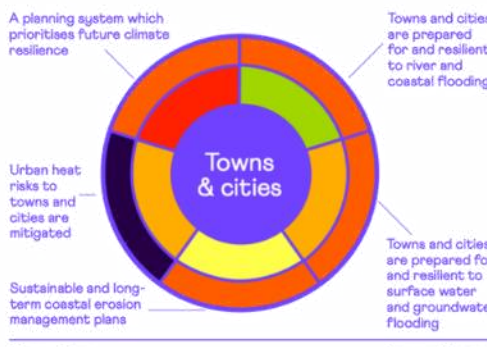 A planning system which
prioritises future climate
resilience
Towns and cities
are prepared
for and resilient
to river and
coastal flooding
Towns
& cities
Urban heat
risks to
towns and
cities are
mitigated
Sustainable and long-
term coastal erosion
management plans
Towns and cities
are prepared for
and resilient to
surface water
and groundwater
flooding